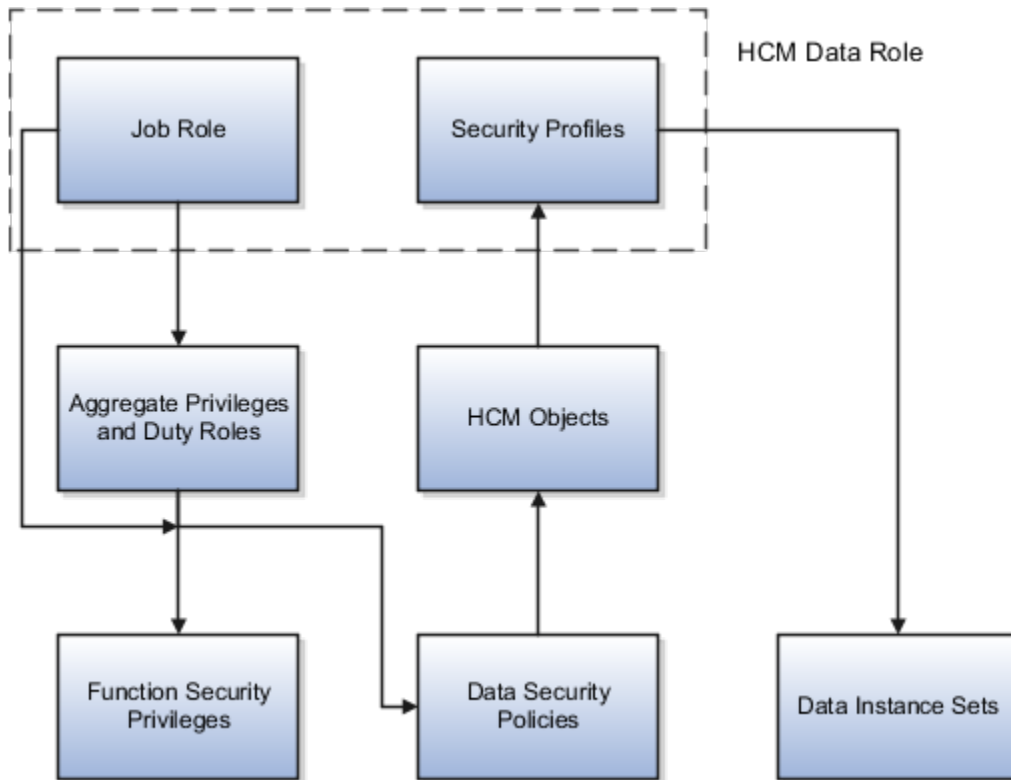 HCM Data Role
Job Role
Security Profiles
Aggregate Privileges
and Duty Roles
HCM Objects
Function Security
Privileges
Data Security
Policies
Data Instance Sets